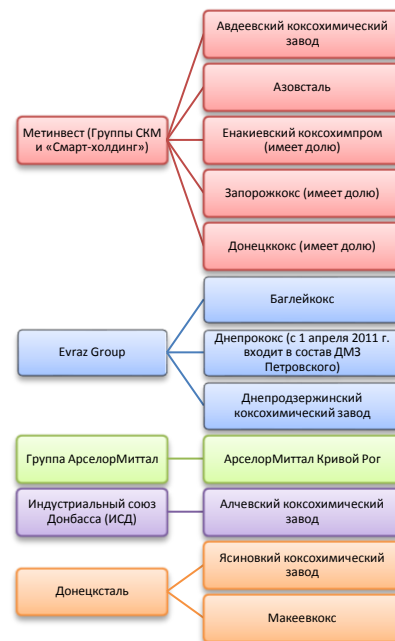 Метинвест (Группы СКМ
и «Смарт-холдинг»)
Авдеевский коксохимический
завод
Азовсталь
Енакиевский коксохимпром
(имеет долю)
Запорожкокс (имеет долю)
Донецккокс (имеет долю)
Evraz Group
Баглейкокс
Днепрококс (с 1 апреля 2011 г.
входит в состав ДМЗ
Петровского)
Днепродзержинский
коксохимический завод
Группа АрселорМиттал
АрселорМиттал Кривой Рог
Индустриальный союз
Донбасса (ИСД)
Алчевский коксохимический
завод
Донецксталь
Ясиновкий коксохимический
завод
Макеевкокс